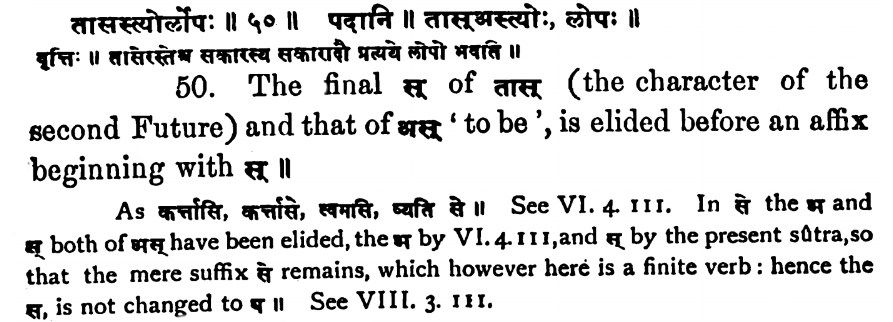 तासस्त्योर्लोपः ॥ ५० ॥ पदानि ॥ तास्अस्त्योः, लोपः ॥
वृत्तिः ॥ तासेरस्तेश्च सकारस्य सकारादौ प्रत्यये लोपो भवति ॥
50. The final स् of तास् (the character of the
second Future) and that of अस् ‘ to be ’, is elided before an affix
beginning with स् ॥
As कर्त्तासि, कर्त्तासे, त्वमसि, व्यति से ॥ See VI. 4. 111. In से the अ and
स् both of अस् have been elided, the अ by VI. 4. 111, and स् by the present sûtra, so
that the mere suffix से remains, which however here is a finite verb : hence the
स, is not changed to ष ॥ See VIII. 3. 111.